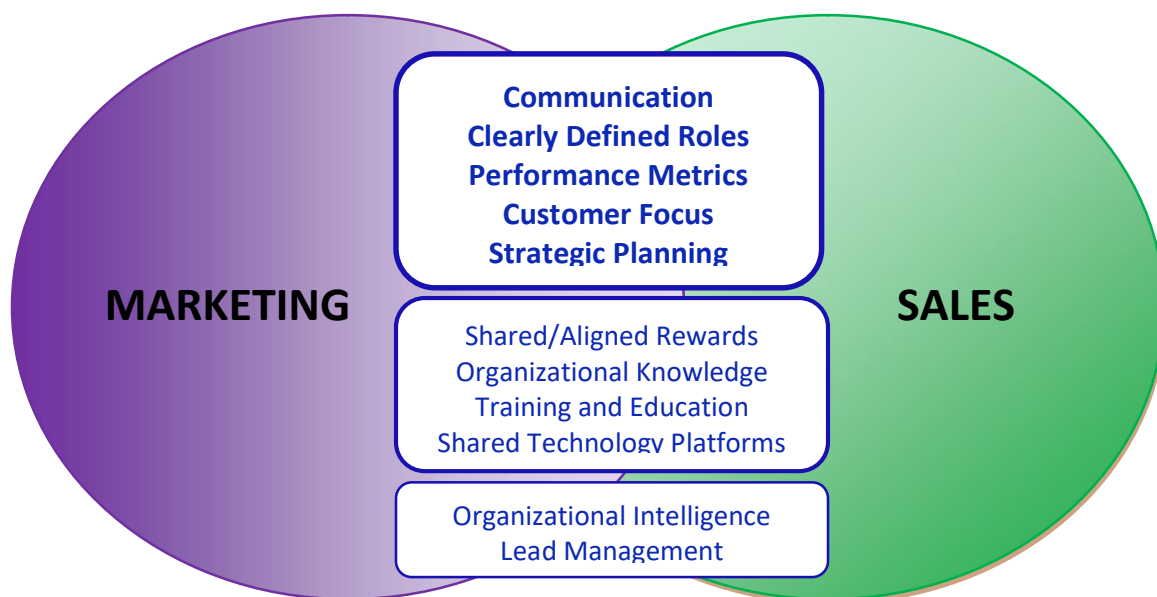 Communication
Clearly Defined Roles
Performance Metrics
Customer Focus
Strategic Planning
MARKETING
SALES
Shared/Aligned Rewards
Organizational Knowledge
Training and Education
Shared Technology Platforms
Organizational Intelligence
Lead Management